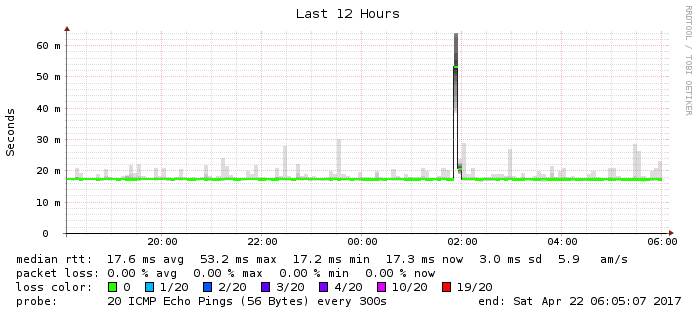 Last 12 Hours
RRDTOOL / TOBI OETIKER
Seconds
60 m
50 m
40 m
30 m
20 m
10 m
0
20:00 22:00 00:00 02:00 04:00 06:00
median rtt: 17.6 ms avg 53.2 ms max 17.2 ms min 17.3 ms now 3.0 ms sd 5.9 am/s
packet loss: 0.00 % avg 0.00 % max 0.00 % min 0.00 % now
loss color: 0 1/20 2/20 3/20 4/20 10/20 19/20
probe: 20 ICMP Echo Pings (56 Bytes) every 300s end: Sat Apr 22 06:05:07 2017